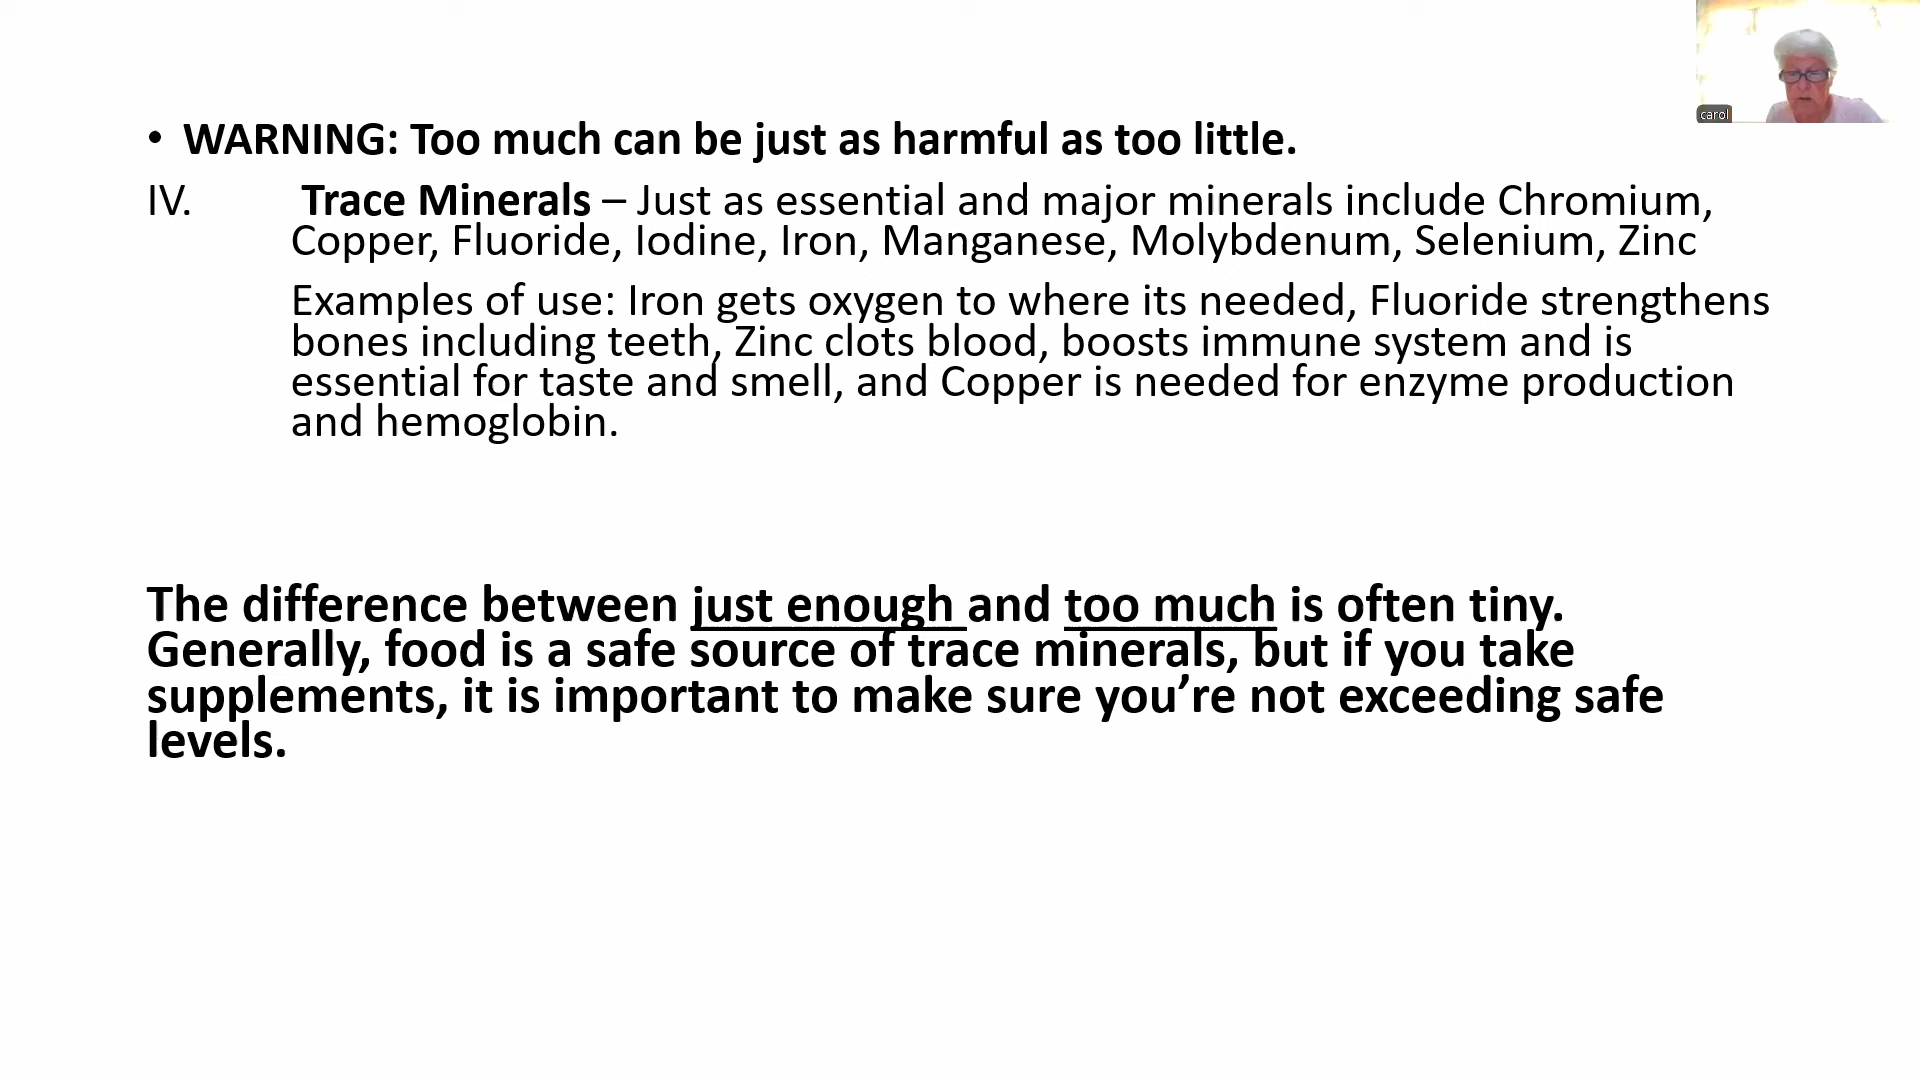 carol
• WARNING: Too much can be just as harmful as too little.
IV. Trace Minerals – Just as essential and major minerals include Chromium,
Copper, Fluoride, Iodine, Iron, Manganese, Molybdenum, Selenium, Zinc
Examples of use: Iron gets oxygen to where its needed, Fluoride strengthens
bones including teeth, Zinc clots blood, boosts immune system and is
essential for taste and smell, and Copper is needed for enzyme production
and hemoglobin.
The difference between just enough and too much is often tiny.
Generally, food is a safe source of trace minerals, but if you take
supplements, it is important to make sure you’re not exceeding safe
levels.